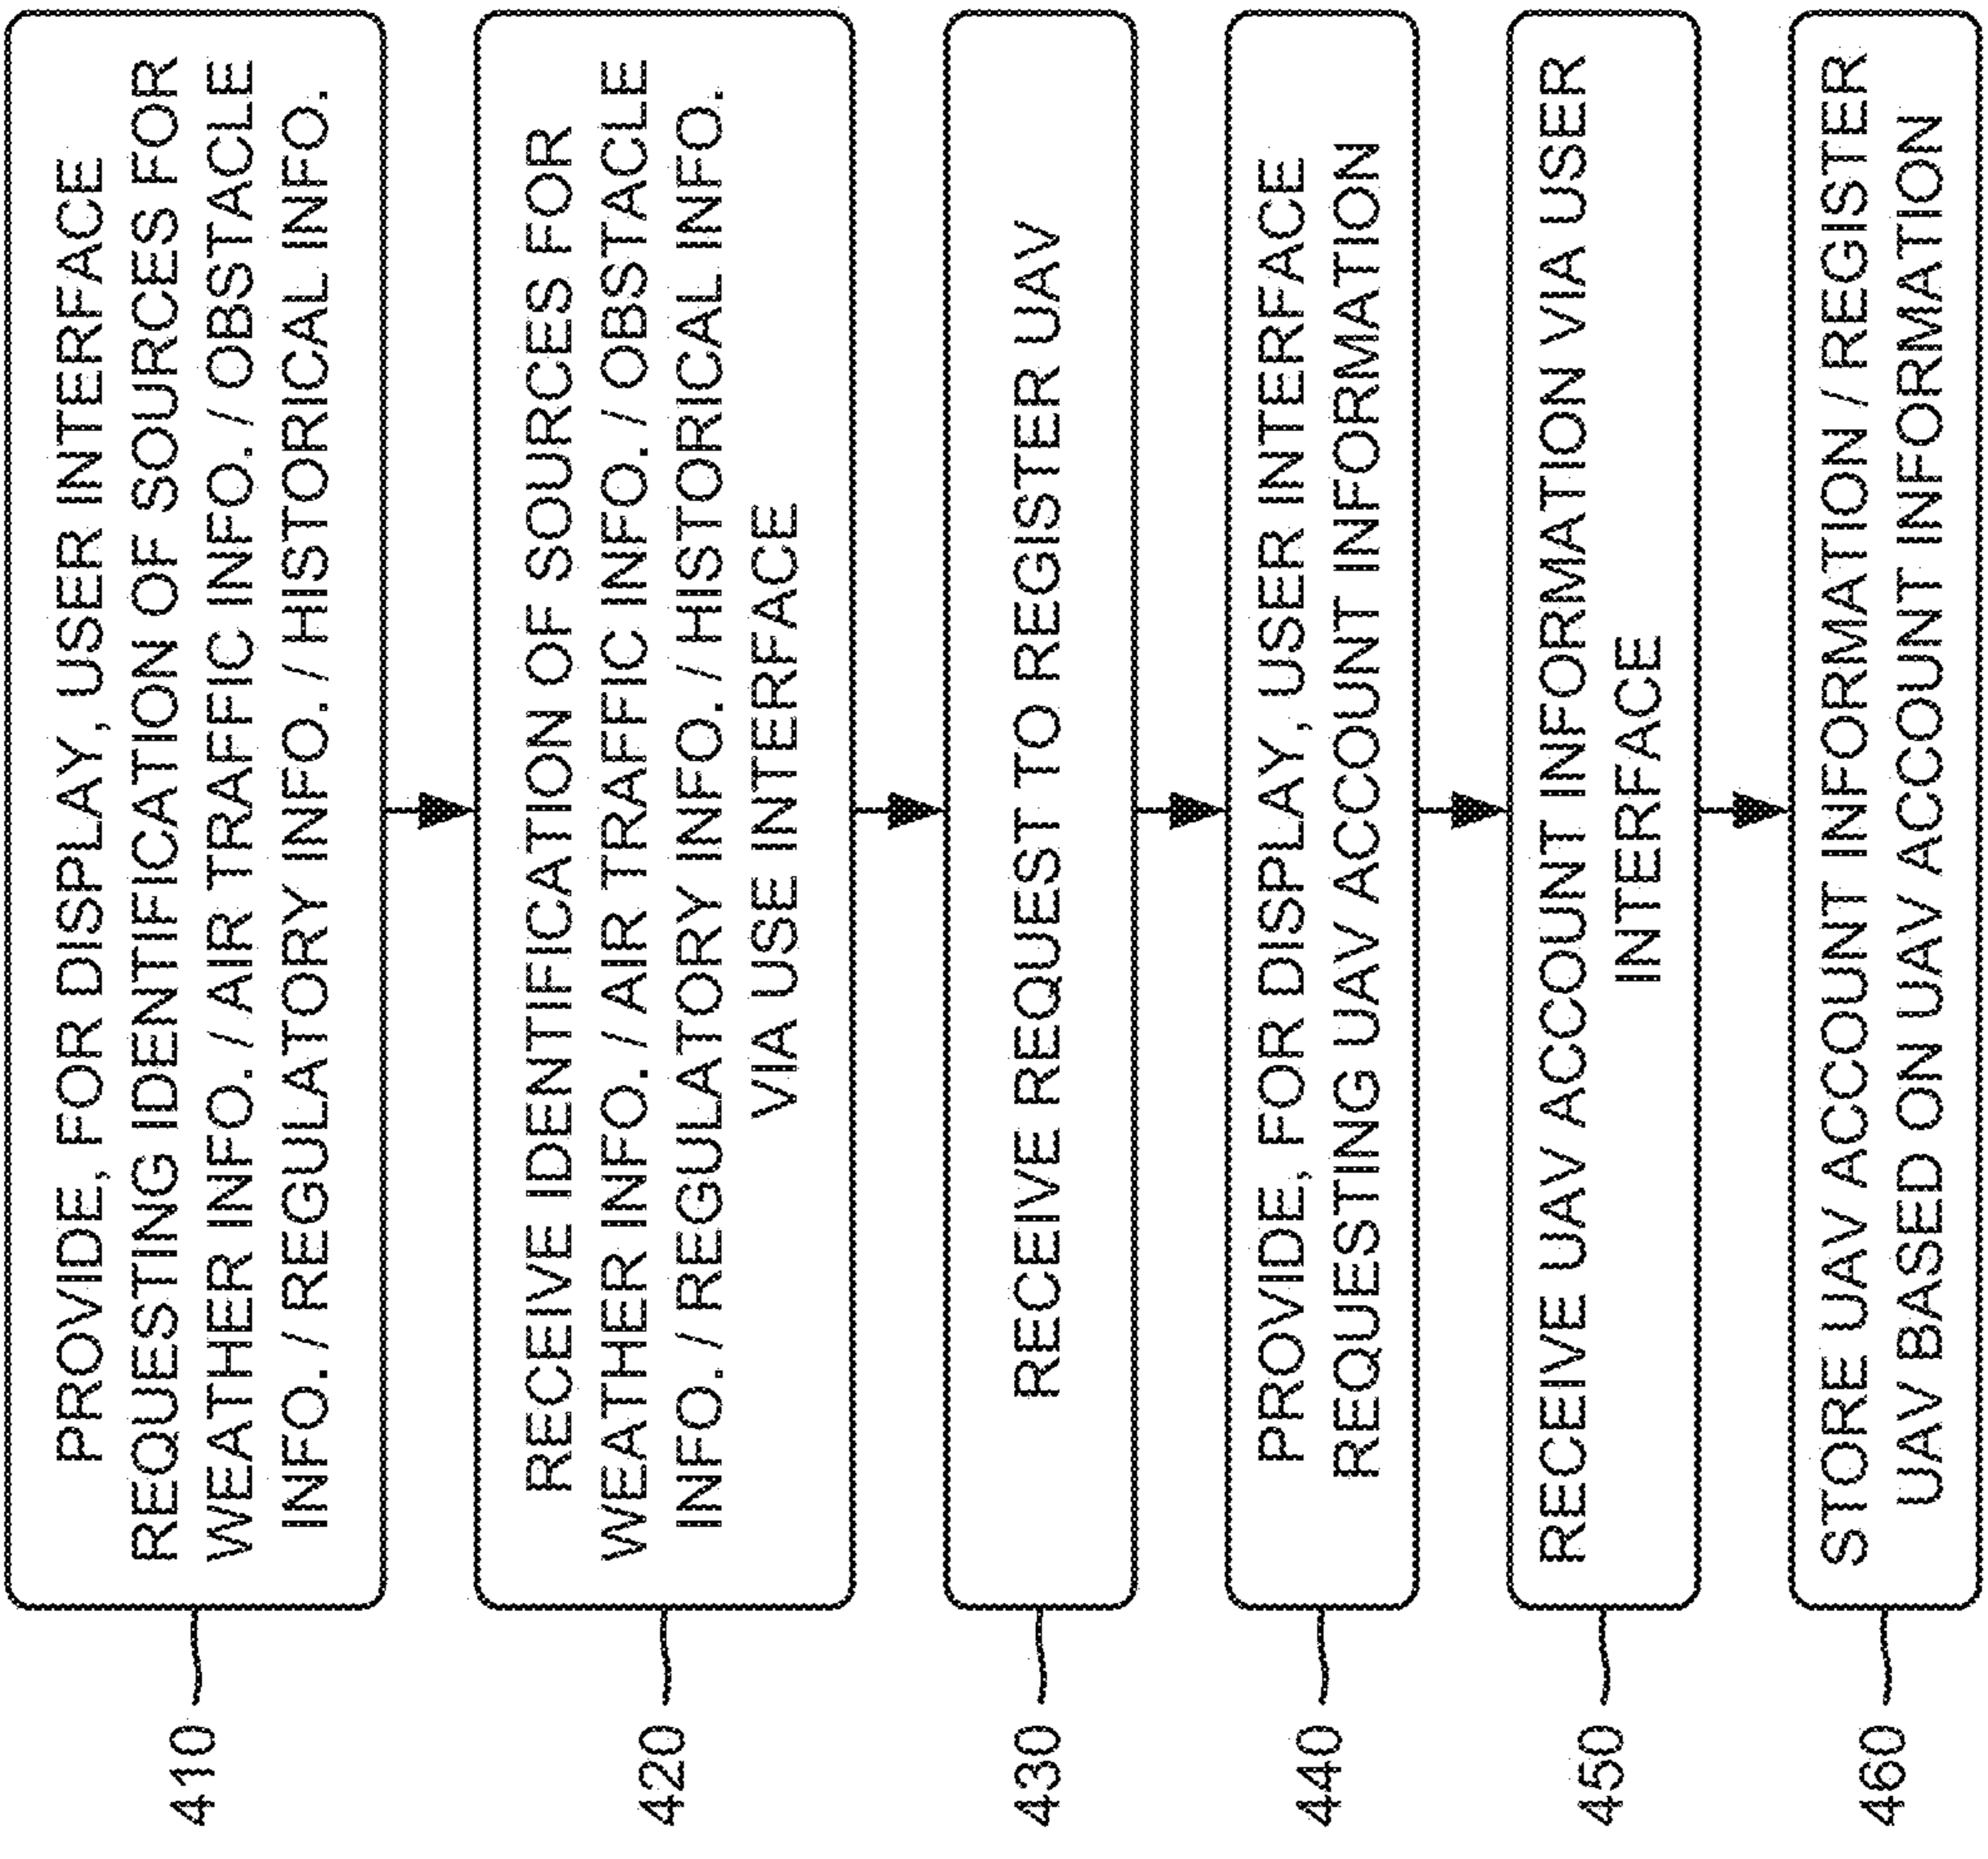 410
PROVIDE, FOR DISPLAY, USER INTERFACE
REQUESTING IDENTIFICATION OF SOURCES FOR
WEATHER INFO. / AIR TRAFFIC INFO. / OBSTACLE
INFO. / REGULATORY INFO. / HISTORICAL INFO.
420
RECEIVE IDENTIFICATION OF SOURCES FOR
WEATHER INFO. / AIR TRAFFIC INFO. / OBSTACLE
INFO. / REGULATORY INFO. / HISTORICAL INFO.
VIA USE INTERFACE
430
RECEIVE REQUEST TO REGISTER UAV
440
PROVIDE, FOR DISPLAY, USER INTERFACE
REQUESTING UAV ACCOUNT INFORMATION
450
RECEIVE UAV ACCOUNT INFORMATION VIA USER
INTERFACE
460
STORE UAV ACCOUNT INFORMATION / REGISTER
UAV BASED ON UAV ACCOUNT INFORMATION